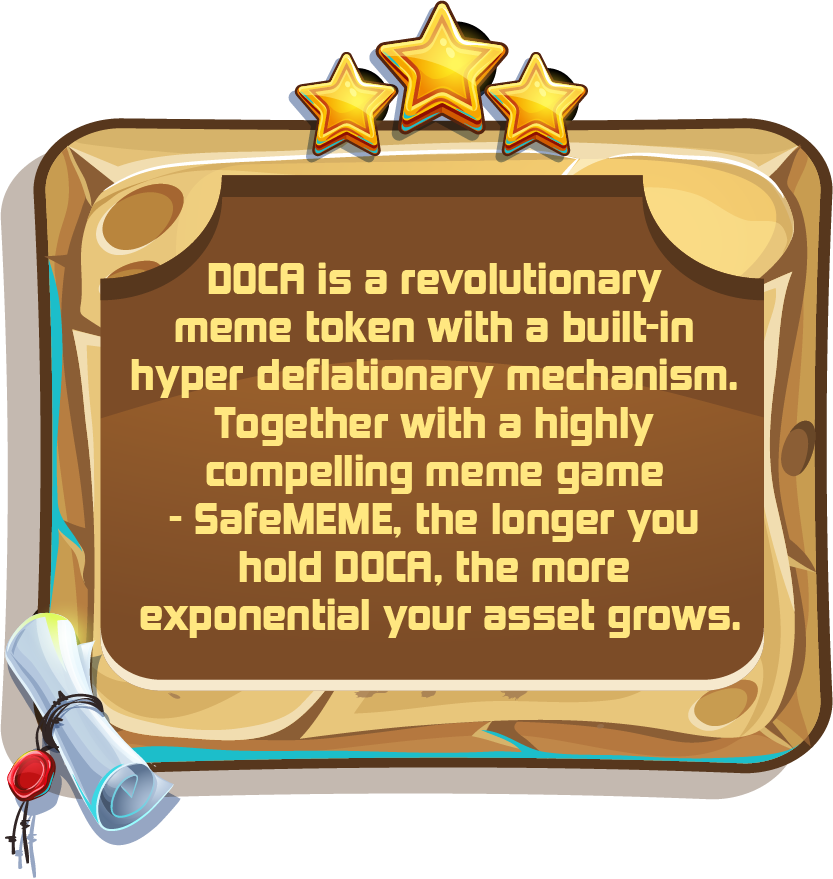 DOCA is a revolutionary
meme token with a built-in
hyper deflationary mechanism.
Together with a highly
compelling meme game
- SafeMEME, the longer you
hold DOCA, the more
exponential your asset grows.